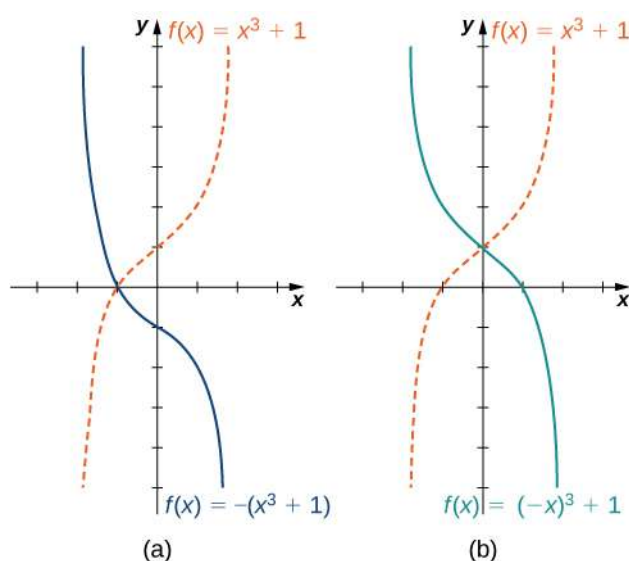 y
f(x) = x³ + 1
x
f(x) = –(x³ + 1)
(a)
y
f(x) = x³ + 1
x
f(x) = (–x)³ + 1
(b)